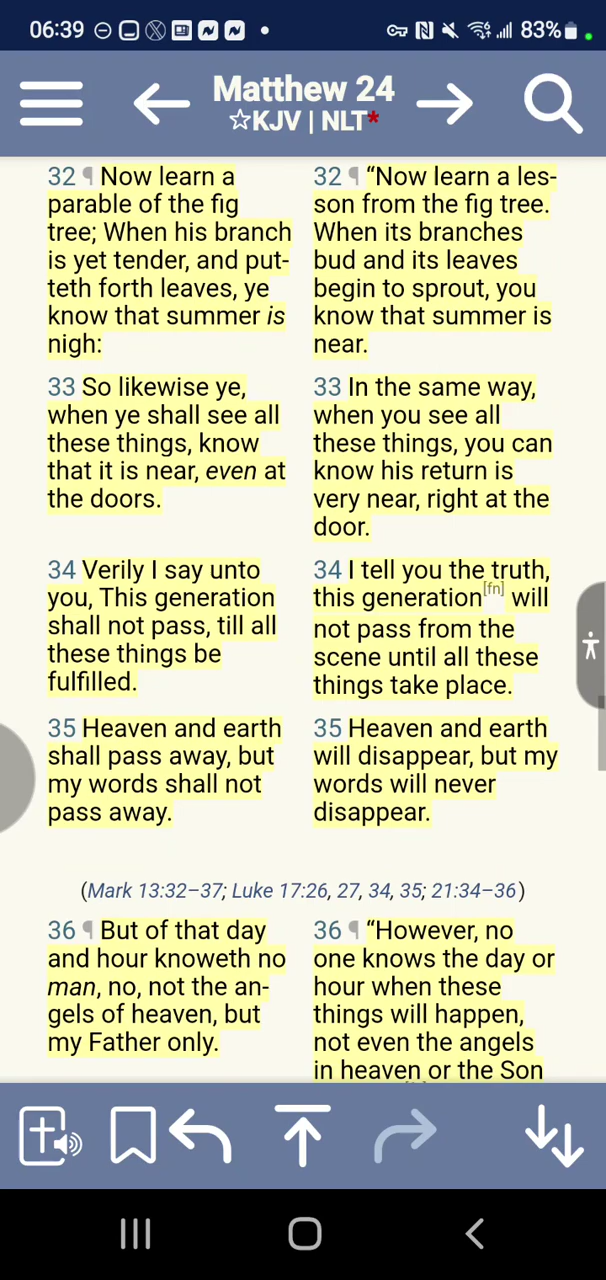 06:39
83%
Matthew 24
☆KJV | NLT*
32 ¶ Now learn a
parable of the fig
tree; When his branch
is yet tender, and put-
teth forth leaves, ye
know that summer is
nigh:
32 ¶ “Now learn a les-
son from the fig tree.
When its branches
bud and its leaves
begin to sprout, you
know that summer is
near.
33 So likewise ye,
when ye shall see all
these things, know
that it is near, even at
the doors.
33 In the same way,
when you see all
these things, you can
know his return is
very near, right at the
door.
34 Verily I say unto
you, This generation
shall not pass, till all
these things be
fulfilled.
34 I tell you the truth,
this generation[fn] will
not pass from the
scene until all these
things take place.
35 Heaven and earth
shall pass away, but
my words shall not
pass away.
35 Heaven and earth
will disappear, but my
words will never
disappear.
(Mark 13:32–37; Luke 17:26, 27, 34, 35; 21:34–36)
36 ¶ But of that day
and hour knoweth no
man, no, not the an-
gels of heaven, but
my Father only.
36 ¶ “However, no
one knows the day or
hour when these
things will happen,
not even the angels
in heaven or the Son